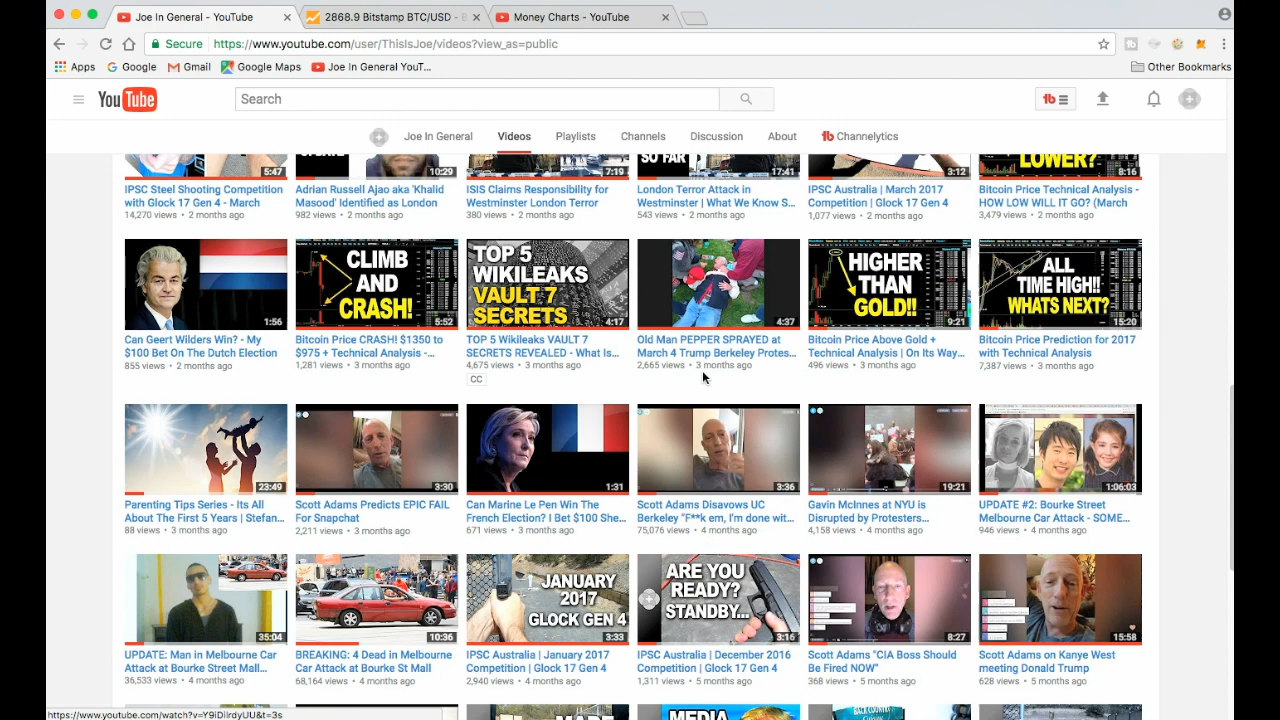 Joe In General - YouTube
2868.9 Bitstamp BTC/USD - B
Money Charts - YouTube
Secure https://www.youtube.com/user/ThisIsJoe/videos?view_as=public
Apps Google Gmail Google Maps Joe In General YouT... Other Bookmarks
YouTube Search
Joe In General Videos Playlists Channels Discussion About Channelytics
5:47 10:29 7:19 SO FAR 17:41 3:12 LOWER? 8:16
IPSC Steel Shooting Competition
with Glock 17 Gen 4 - March
14,270 views • 2 months ago
Adrian Russell Ajao aka 'Khalid
Masood' Identified as London
982 views • 2 months ago
ISIS Claims Responsibility for
Westminster London Terror
380 views • 2 months ago
London Terror Attack in
Westminster | What We Know S...
543 views • 2 months ago
IPSC Australia | March 2017
Competition | Glock 17 Gen 4
1,077 views • 2 months ago
Bitcoin Price Technical Analysis -
HOW LOW WILL IT GO? (March
3,479 views • 2 months ago
1:56
Can Geert Wilders Win? - My
$100 Bet On The Dutch Election
855 views • 2 months ago
CLIMB
AND
CRASH!
5:52
Bitcoin Price CRASH! $1350 to
$975 + Technical Analysis -...
1,281 views • 3 months ago
TOP 5
WIKILEAKS
VAULT 7
SECRETS
4:17
TOP 5 Wikileaks VAULT 7
SECRETS REVEALED - What Is...
4,675 views • 3 months ago
CC
4:37
Old Man PEPPER SPRAYED at
March 4 Trump Berkeley Protes...
2,665 views • 3 months ago
HIGHER
THAN
GOLD!!
9:21
Bitcoin Price Above Gold +
Technical Analysis | On Its Way...
496 views • 3 months ago
ALL
TIME HIGH!!
WHATS NEXT?
15:20
Bitcoin Price Prediction for 2017
with Technical Analysis
7,387 views • 3 months ago
23:49
Parenting Tips Series - Its All
About The First 5 Years | Stefan...
88 views • 3 months ago
3:30
Scott Adams Predicts EPIC FAIL
For Snapchat
2,211 views • 3 months ago
1:31
Can Marine Le Pen Win The
French Election? I Bet $100 She...
671 views • 3 months ago
3:36
Scott Adams Disavows UC
Berkeley "F**k em, I'm done wit...
75,076 views • 4 months ago
19:21
Gavin McInnes at NYU is
Disrupted by Protesters...
4,158 views • 4 months ago
1:06:03
UPDATE #2: Bourke Street
Melbourne Car Attack - SOME...
946 views • 4 months ago
35:04
UPDATE: Man in Melbourne Car
Attack at Bourke Street Mall...
36,533 views • 4 months ago
10:36
BREAKING: 4 Dead in Melbourne
Car Attack at Bourke St Mall
68,164 views • 4 months ago
JANUARY
2017
GLOCK GEN 4
3:33
IPSC Australia | January 2017
Competition | Glock 17 Gen 4
2,940 views • 4 months ago
ARE YOU
READY?
STANDBY...
3:16
IPSC Australia | December 2016
Competition | Glock 17 Gen 4
1,311 views • 5 months ago
8:27
Scott Adams "CIA Boss Should
Be Fired NOW"
368 views • 5 months ago
15:58
Scott Adams on Kanye West
meeting Donald Trump
628 views • 5 months ago
MEDIA